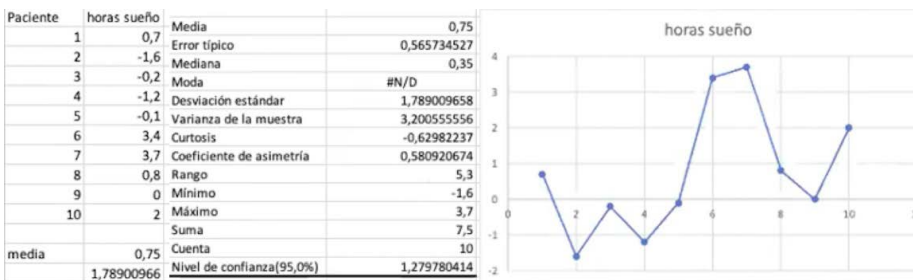 Paciente horas sueño
1 0,7
2 -1,6
3 -0,2
4 -1,2
5 -0,1
6 3,4
7 3,7
8 0,8
9 0
10 2
media 0,75
1,78900966
Media 0,75
Error típico 0,565734527
Mediana 0,35
Moda #N/D
Desviación estándar 1,789009658
Varianza de la muestra 3,200555556
Curtosis -0,62982237
Coeficiente de asimetría 0,580920674
Rango 5,3
Mínimo -1,6
Máximo 3,7
Suma 7,5
Cuenta 10
Nivel de confianza(95,0%) 1,279780414
horas sueño
4
3
2
1
0
0 2 4 6 8 10
-1
-2